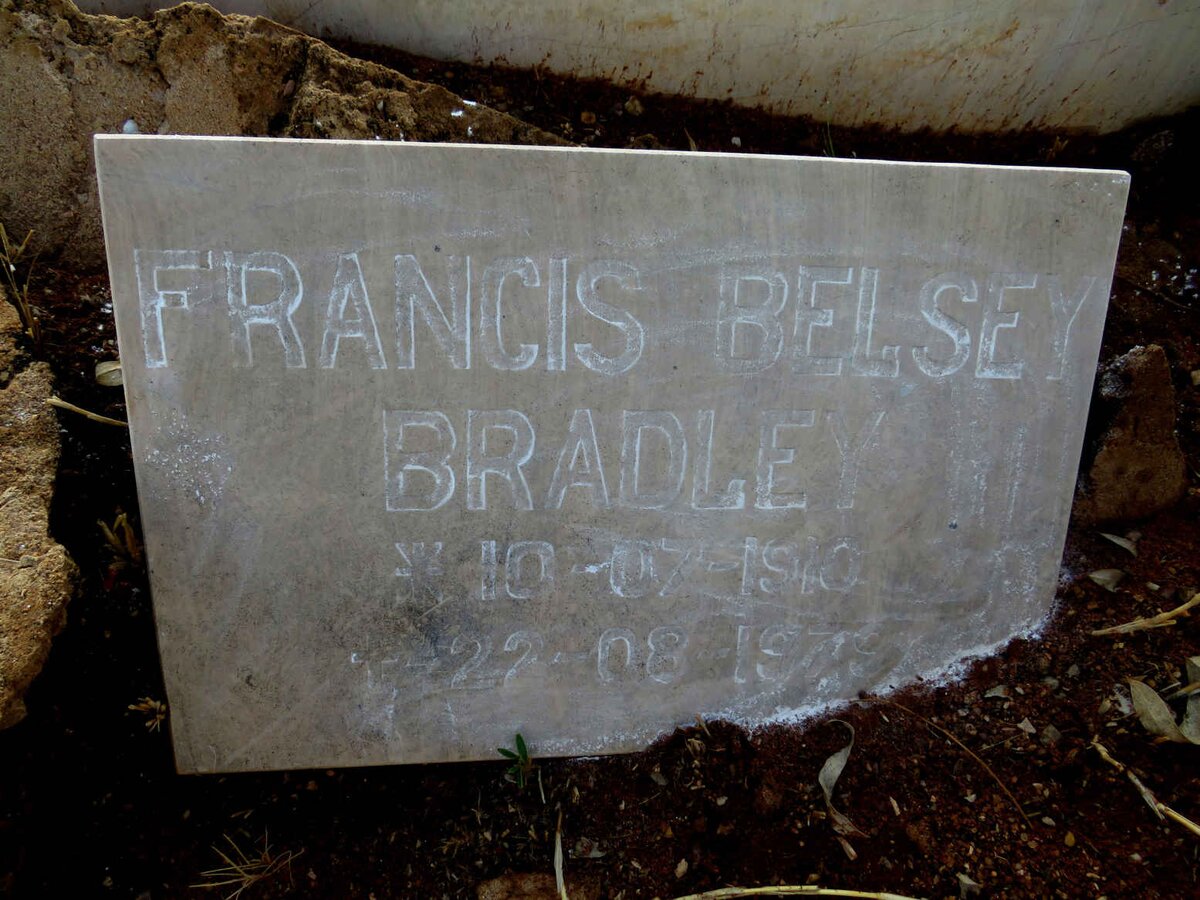 FRANCIS BELSEY
BRADLEY
* 10-07-1910
†-22-08-1979